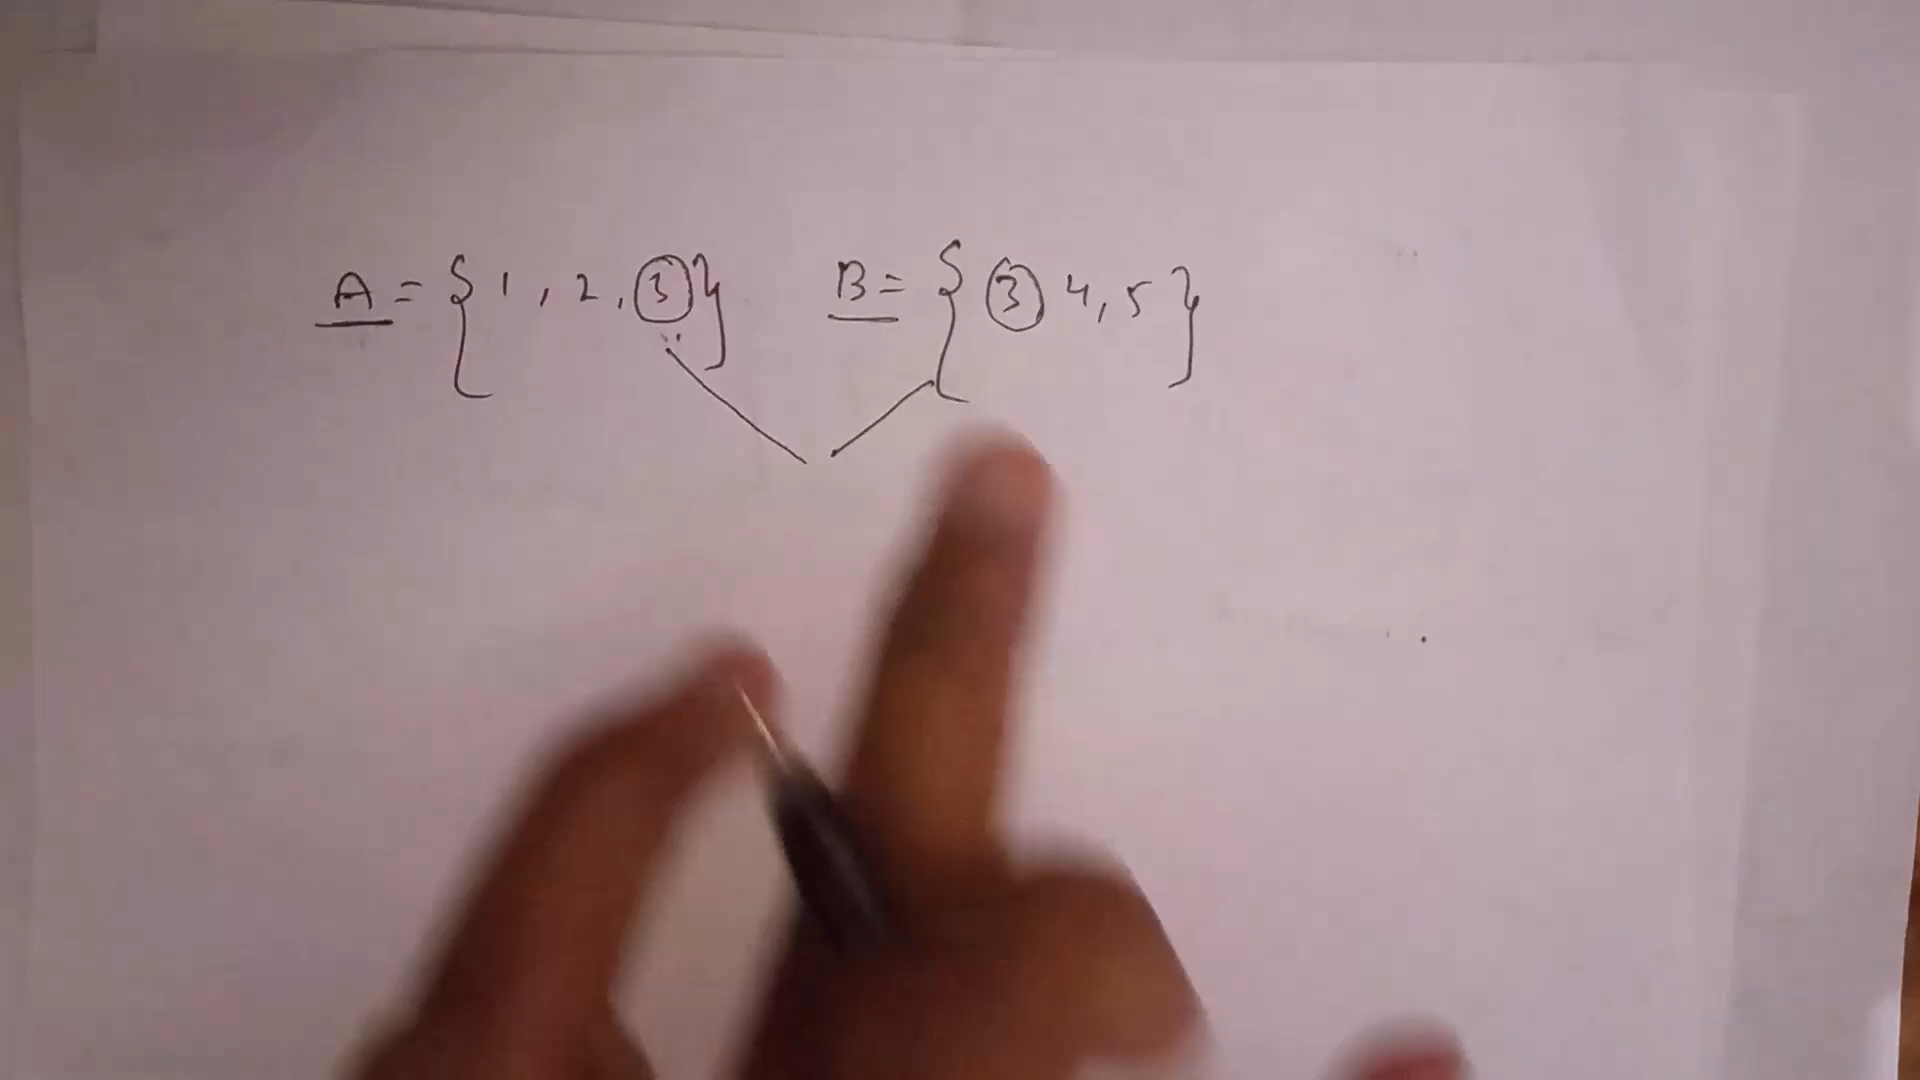 A = { 1 , 2 , 3 } B = { 3 4 , 5 }